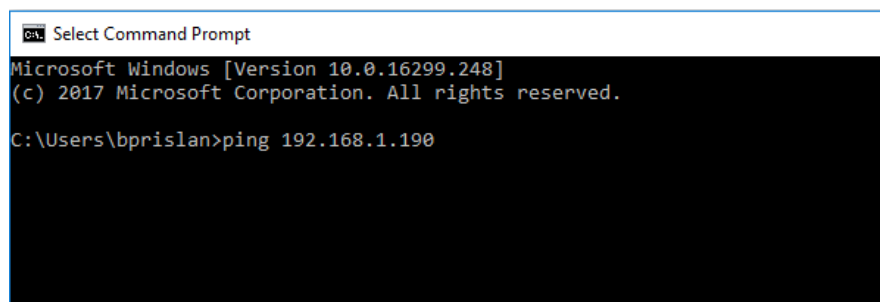 Select Command Prompt
Microsoft Windows [Version 10.0.16299.248]
(c) 2017 Microsoft Corporation. All rights reserved.
C:\Users\bprislan>ping 192.168.1.190